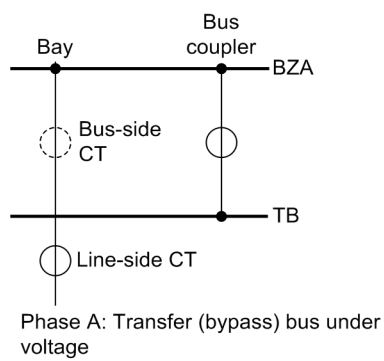 Bay
Bus
coupler
BZA
Bus-side
CT
TB
Line-side CT
Phase A: Transfer (bypass) bus under
voltage